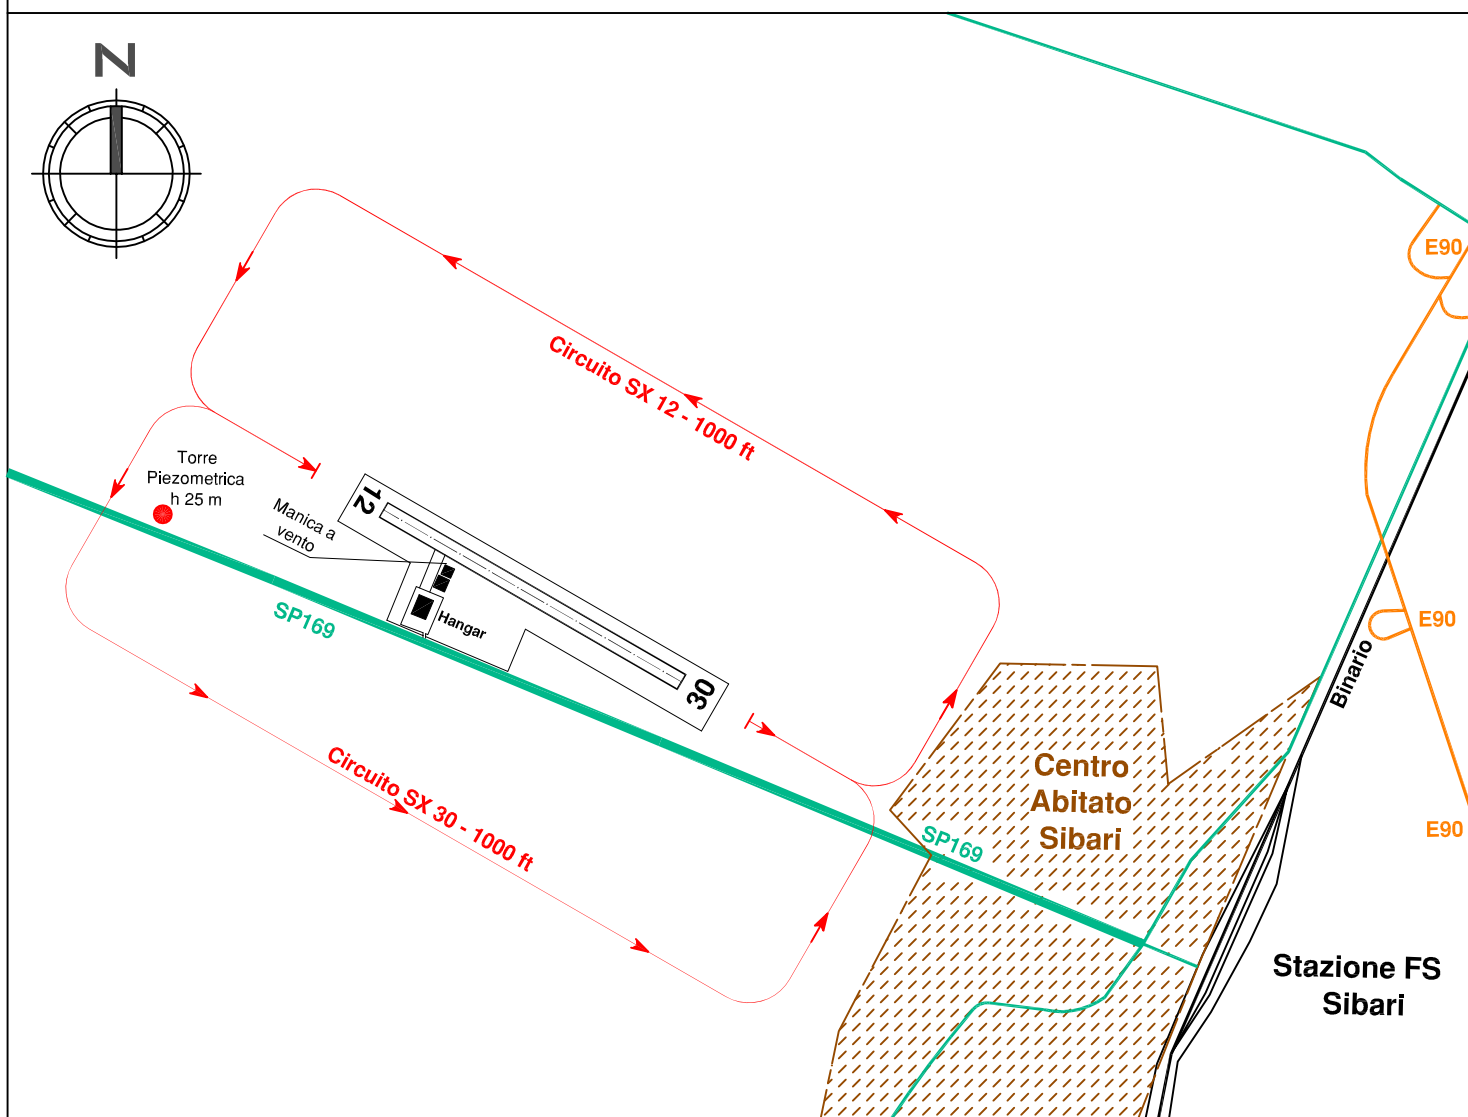 N
E90
Circuito SX 12 - 1000 ft
Torre
Piezometrica
h 25 m
12
Manica a
vento
SP169
Hangar
30
E90
Binario
Circuito SX 30 - 1000 ft
Centro
Abitato
Sibari
SP169
E90
Stazione FS
Sibari